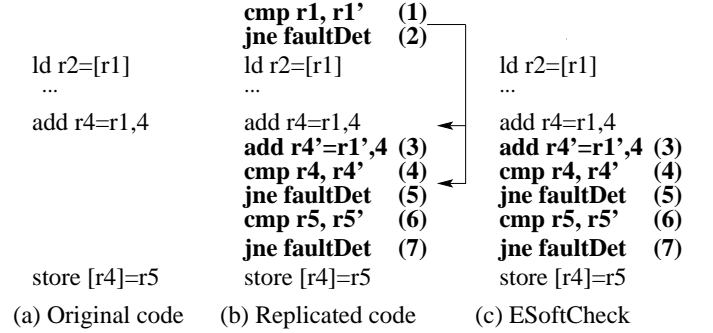 cmp r1, r1’ (1)
jne faultDet (2)
ld r2=[r1] ld r2=[r1] ld r2=[r1]
... ... ...
add r4=r1,4 add r4=r1,4 add r4=r1,4
add r4’=r1’,4 (3) add r4’=r1’,4 (3)
cmp r4, r4’ (4) cmp r4, r4’ (4)
jne faultDet (5) jne faultDet (5)
cmp r5, r5’ (6) cmp r5, r5’ (6)
jne faultDet (7) jne faultDet (7)
store [r4]=r5 store [r4]=r5 store [r4]=r5
(a) Original code (b) Replicated code (c) ESoftCheck